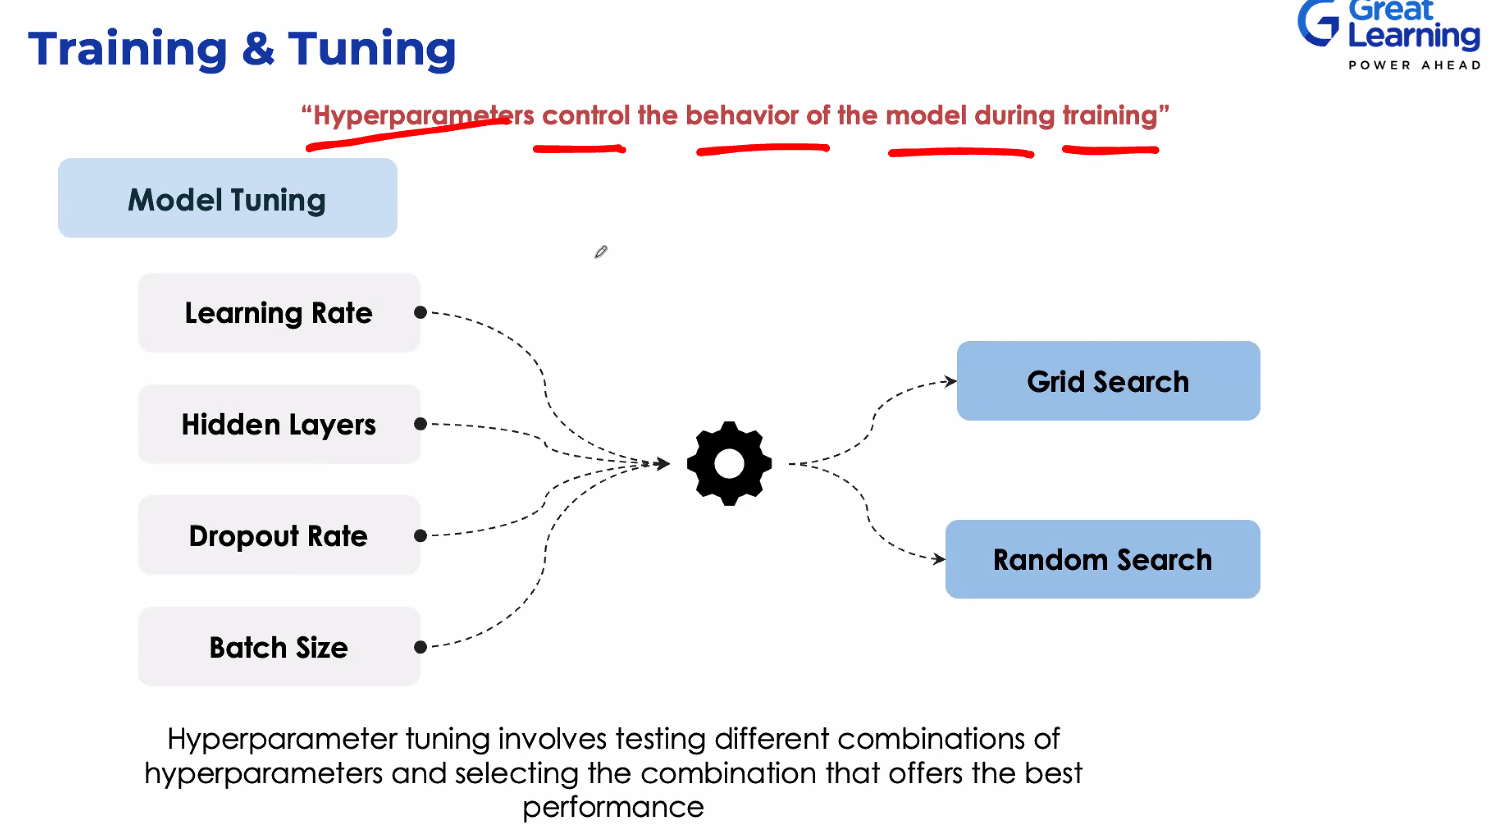 Training & Tuning
Great
Learning
POWER AHEAD
“Hyperparameters control the behavior of the model during training”
Model Tuning
Learning Rate
Hidden Layers
Dropout Rate
Batch Size
Grid Search
Random Search
Hyperparameter tuning involves testing different combinations of
hyperparameters and selecting the combination that offers the best
performance